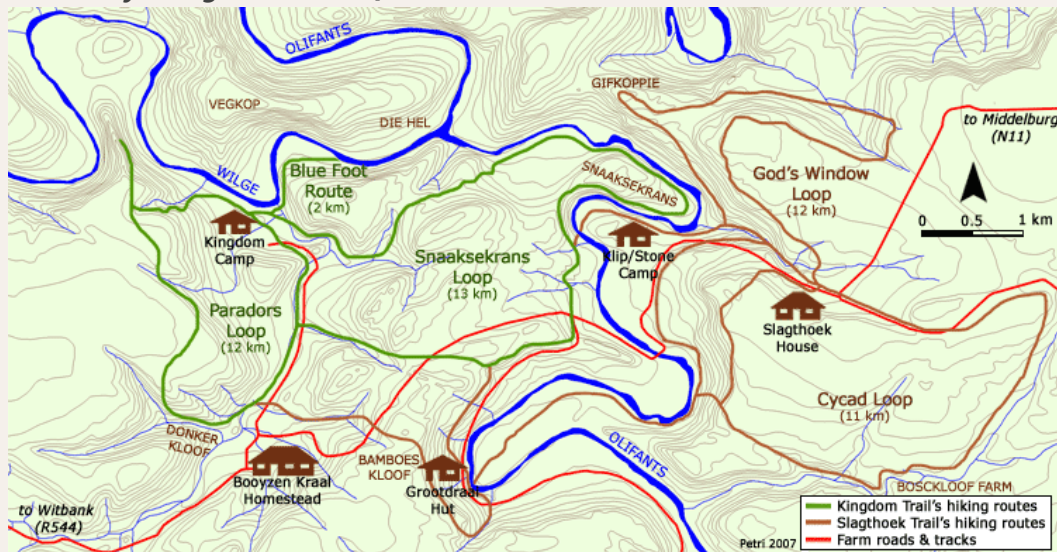 OLIFANTS
GIFKOPPIE
VEGKOP
DIE HEL
to Middelburg
(N11)
WILGE
Blue Foot
Route
(2 km)
SNAAKSEKRANS
God's Window
Loop
(12 km)
0 0.5 1 km
Kingdom
Camp
Snaaksekrans
Loop
(13 km)
Klip/Stone
Camp
Paradors
Loop
(12 km)
Slagthoek
House
Cycad Loop
(11 km)
DONKER
KLOOF
BAMBOES
KLOOF
OLIFANTS
Booyzen Kraal
Homestead
Grootdraai
Hut
BOSCKLOOF FARM
to Witbank
(R544)
Kingdom Trail's hiking routes
Slagthoek Trail's hiking routes
Farm roads & tracks
Petri 2007